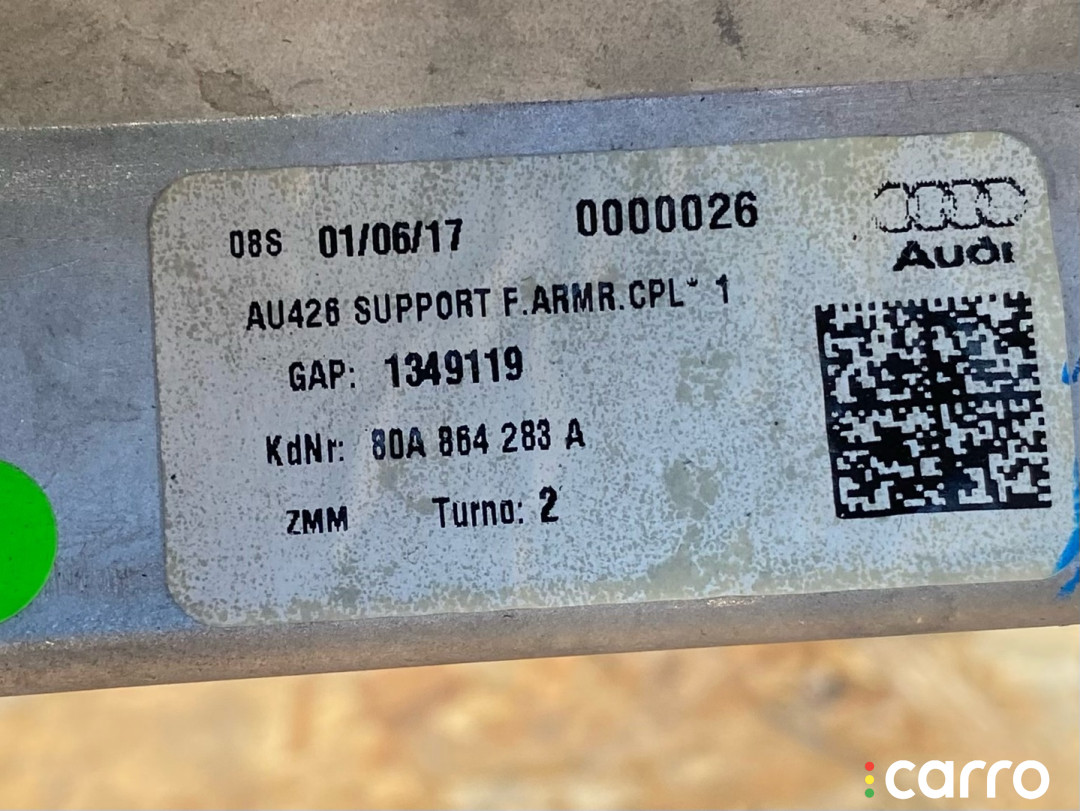 08S 01/06/17 0000026
Audi
AU426 SUPPORT F.ARMR.CPL* 1
GAP: 1349119
KdNr: 80A 864 283 A
ZMM Turno: 2
carro